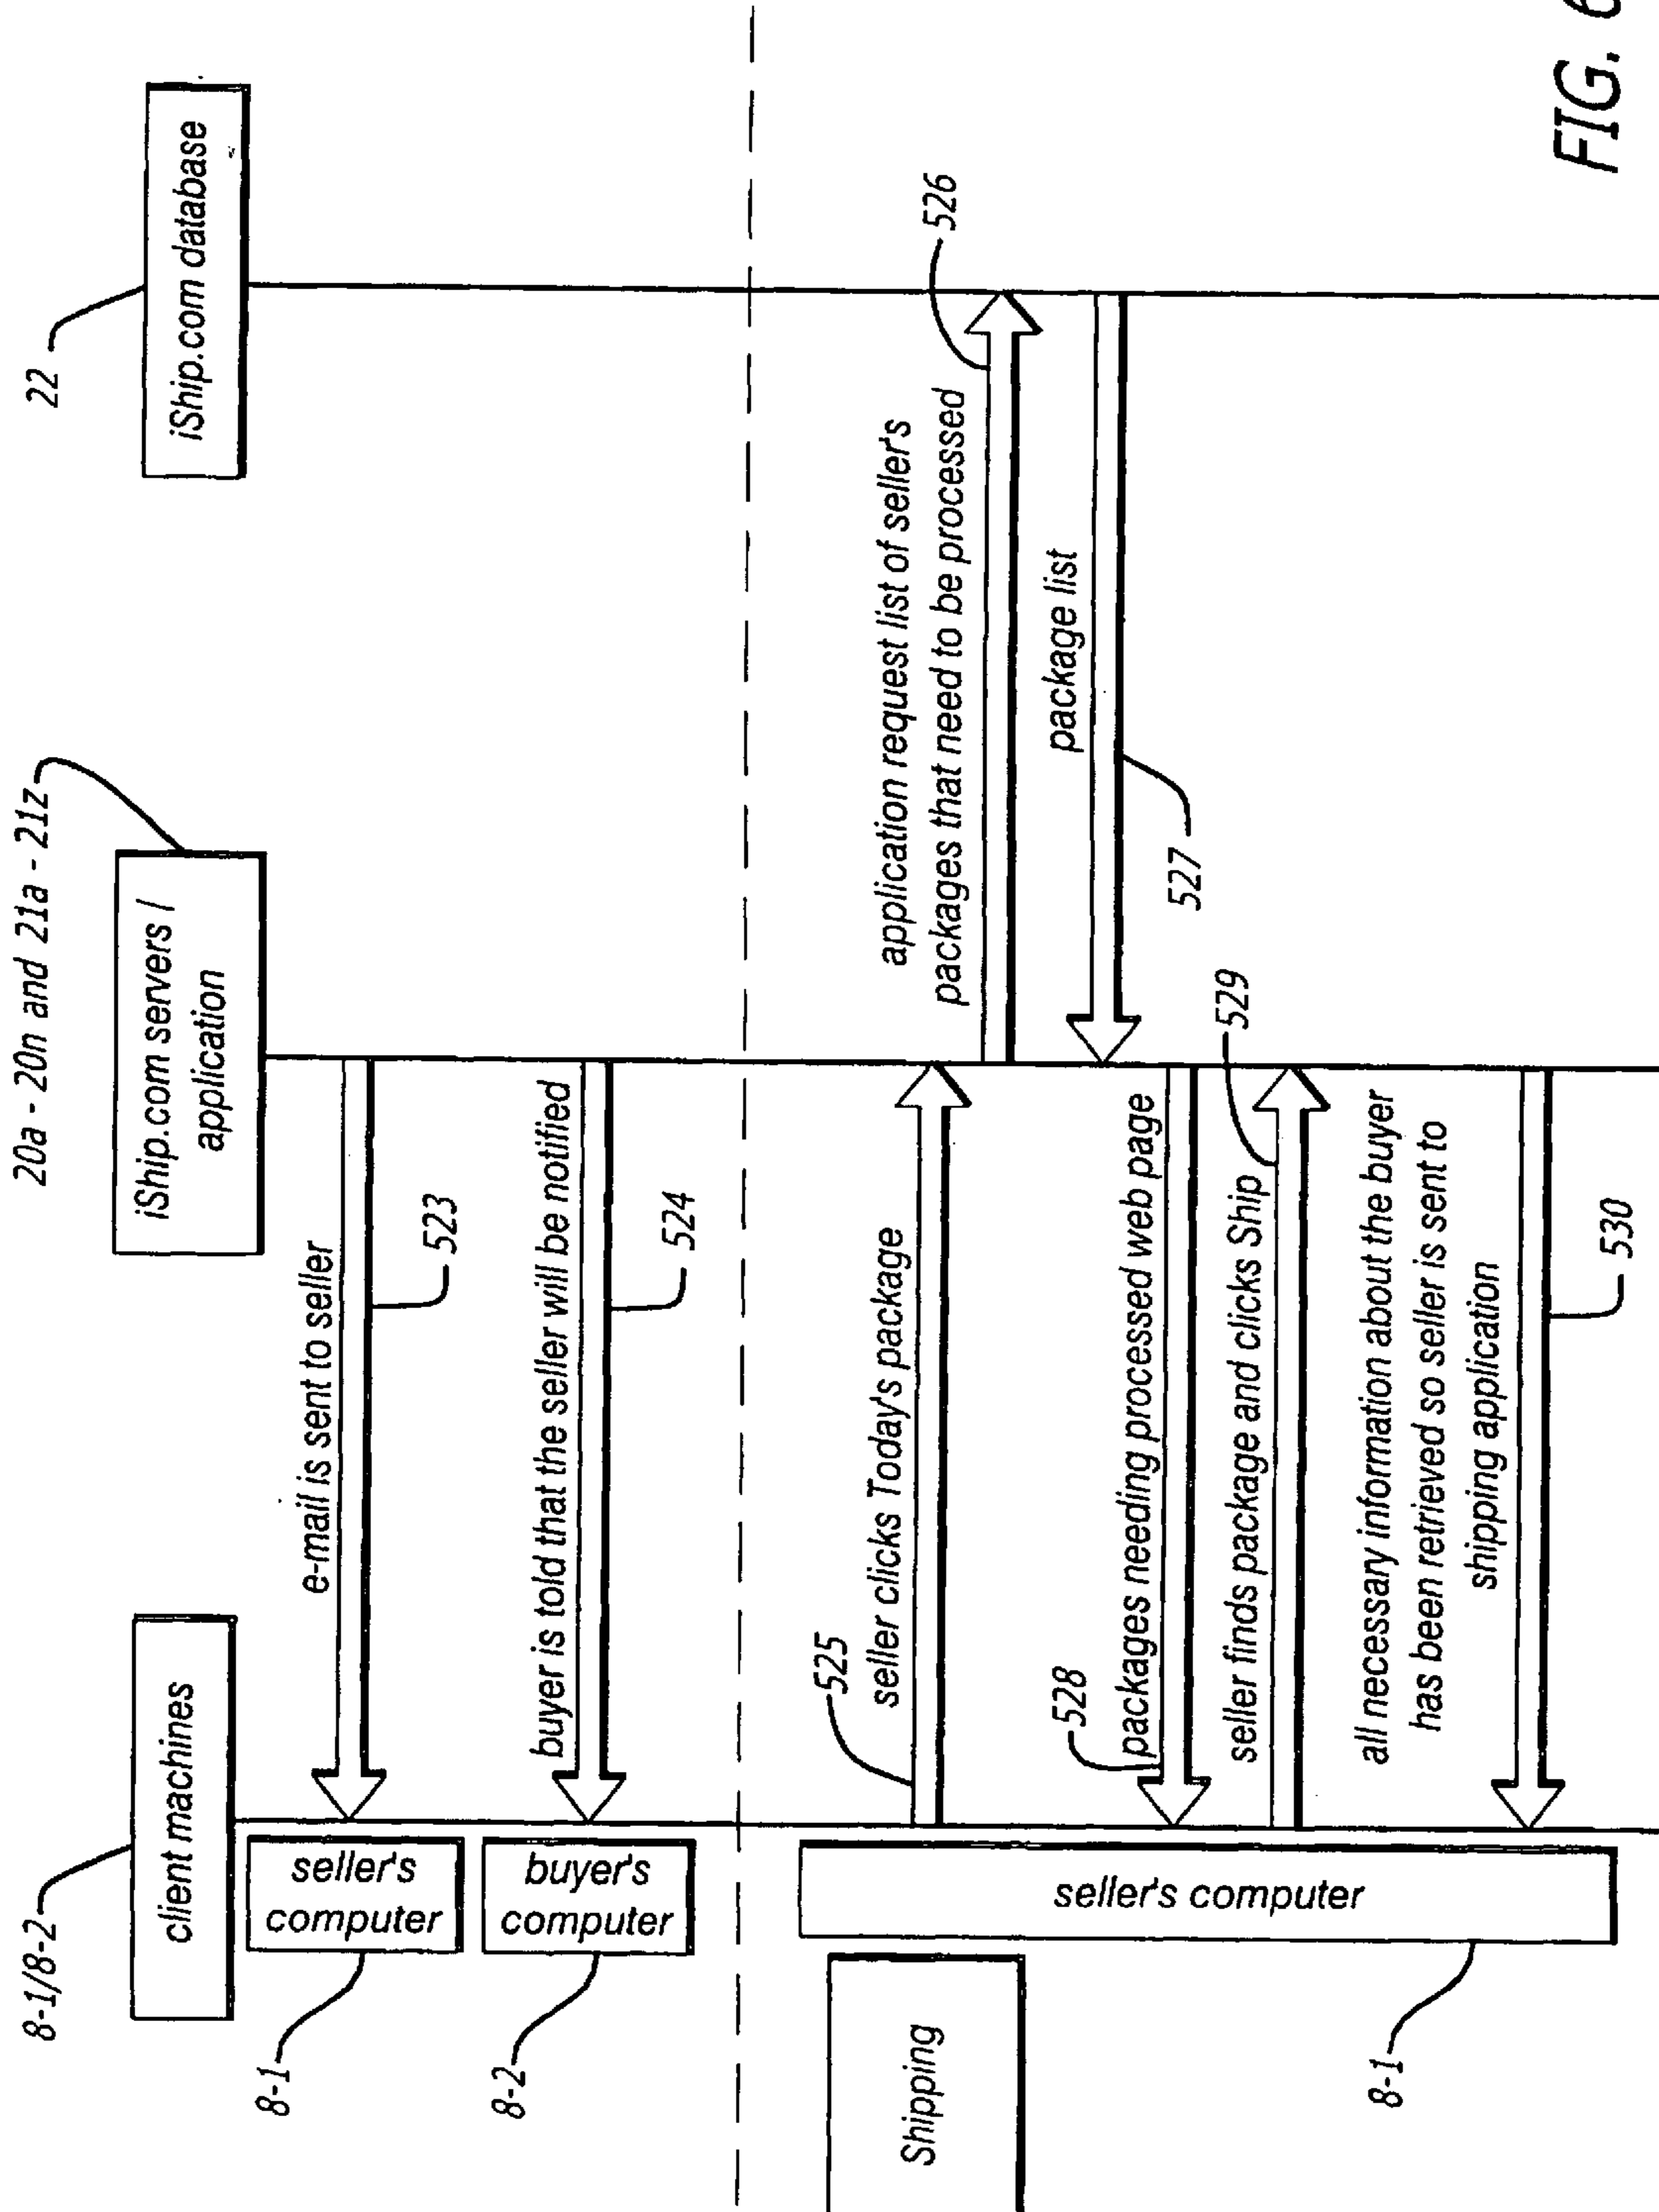 8-1/8-2
20a - 20n and 21a - 21z
22
client machines
iShip.com servers /
application
iShip.com database
seller's
computer
8-1
e-mail is sent to seller
523
buyer's
computer
8-2
buyer is told that the seller will be notified
524
Shipping
seller's computer
8-1
525
seller clicks Today's package
application request list of seller's
packages that need to be processed
526
package list
527
528
packages needing processed web page
seller finds package and clicks Ship
529
all necessary information about the buyer
has been retrieved so seller is sent to
shipping application
530
FIG. 6